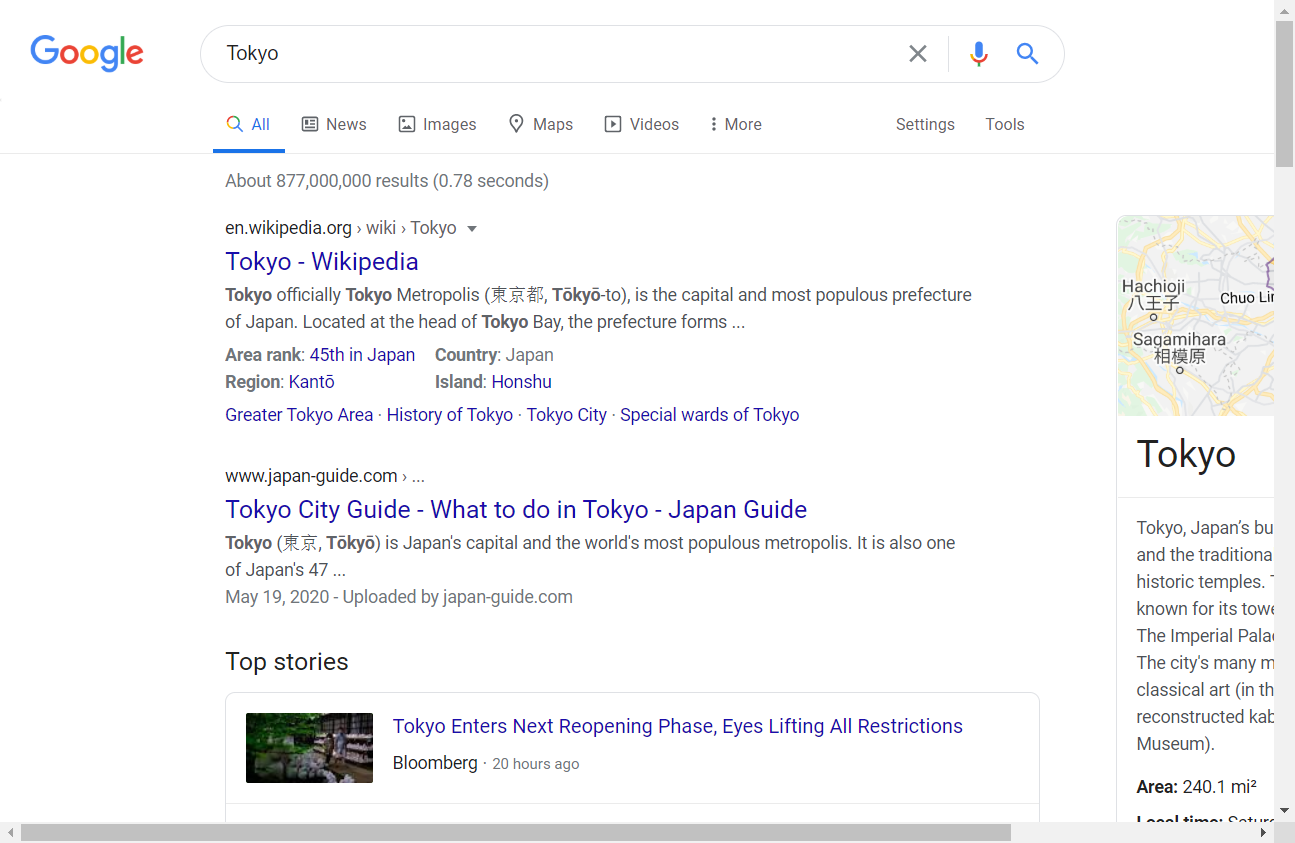 Google
Tokyo
All
News
Images
Maps
Videos
More
Settings
Tools
About 877,000,000 results (0.78 seconds)
en.wikipedia.org › wiki › Tokyo
Tokyo - Wikipedia
Tokyo officially Tokyo Metropolis (東京都, Tōkyō-to), is the capital and most populous prefecture
of Japan. Located at the head of Tokyo Bay, the prefecture forms ...
Area rank: 45th in Japan Country: Japan
Region: Kantō Island: Honshu
Greater Tokyo Area · History of Tokyo · Tokyo City · Special wards of Tokyo
www.japan-guide.com › ...
Tokyo City Guide - What to do in Tokyo - Japan Guide
Tokyo (東京, Tōkyō) is Japan's capital and the world's most populous metropolis. It is also one
of Japan's 47 ...
May 19, 2020 - Uploaded by japan-guide.com
Top stories
Tokyo Enters Next Reopening Phase, Eyes Lifting All Restrictions
Bloomberg · 20 hours ago
Hachioji
八王子
Chuo
Sagamihara
相模原
Tokyo
Tokyo, Japan’s bu
and the traditiona
historic temples.
known for its towe
The Imperial Palac
The city's many m
classical art (in th
reconstructed kab
Museum).
Area: 240.1 mi²
Local time: